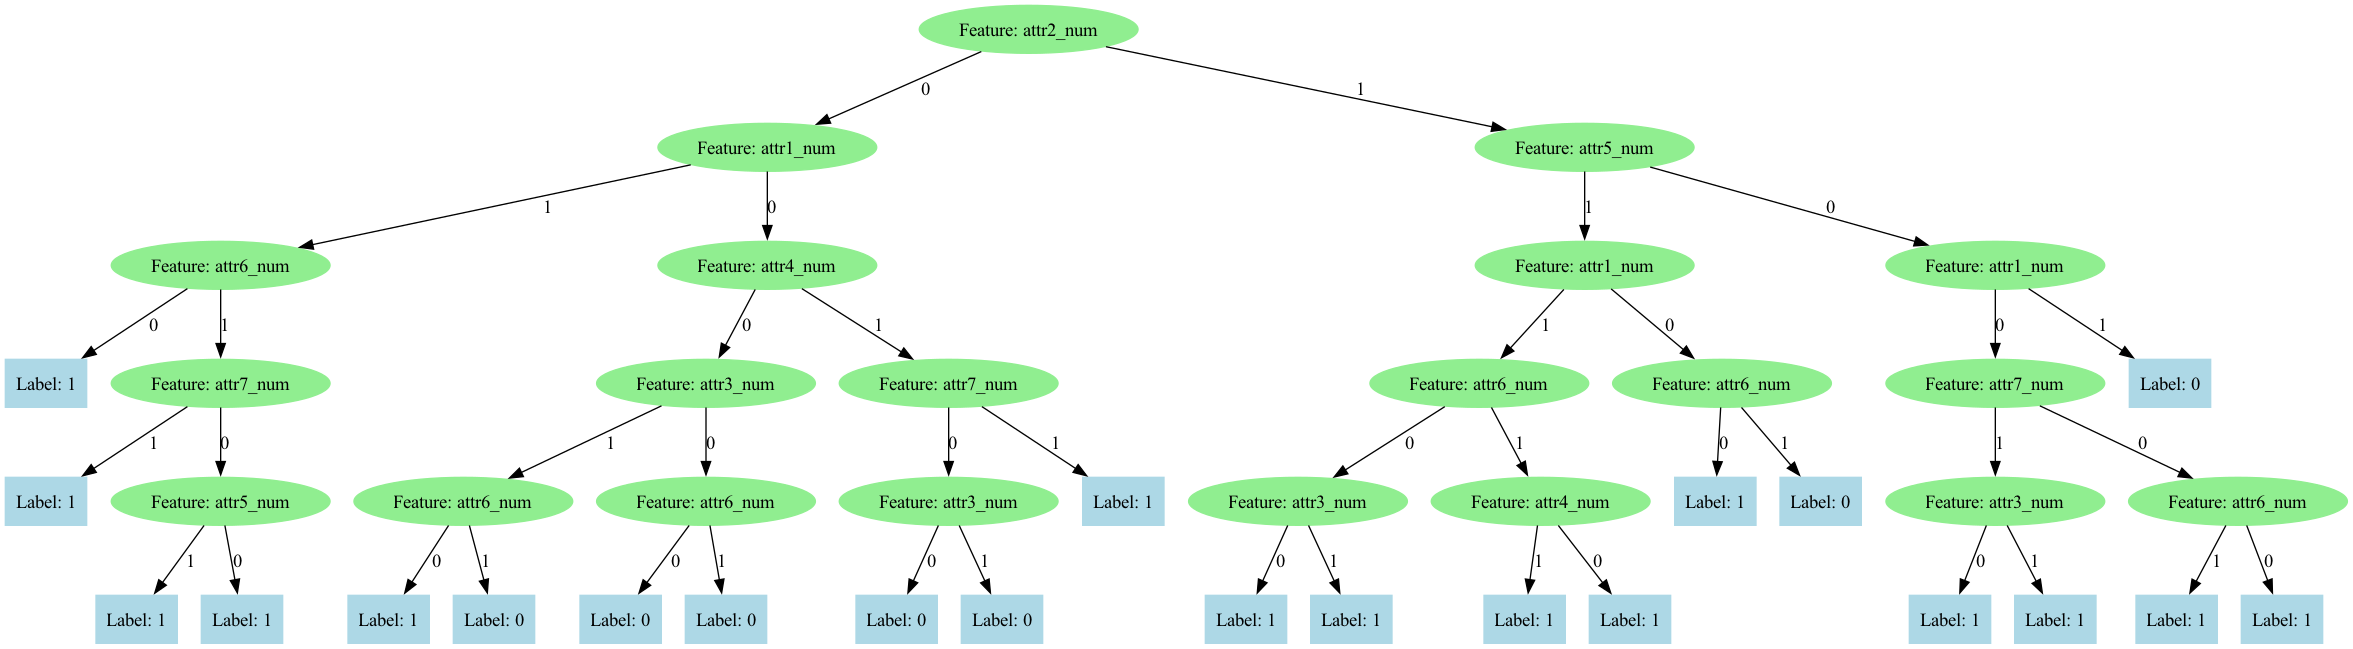 Feature: attr2_num
0
1
Feature: attr1_num
Feature: attr5_num
1
0
1
0
Feature: attr6_num
Feature: attr4_num
Feature: attr1_num
Feature: attr1_num
0
1
0
1
1
0
0
1
Label: 1
Feature: attr7_num
Feature: attr3_num
Feature: attr7_num
Feature: attr6_num
Feature: attr6_num
Feature: attr7_num
Label: 0
1
0
1
0
0
1
0
1
0
1
1
0
Label: 1
Feature: attr5_num
Feature: attr6_num
Feature: attr6_num
Feature: attr3_num
Label: 1
Feature: attr3_num
Feature: attr4_num
Label: 1
Label: 0
Feature: attr3_num
Feature: attr6_num
1
0
0
1
0
1
0
1
0
1
1
0
0
1
1
0
Label: 1
Label: 1
Label: 1
Label: 0
Label: 0
Label: 0
Label: 0
Label: 0
Label: 1
Label: 1
Label: 1
Label: 1
Label: 1
Label: 1
Label: 1
Label: 1